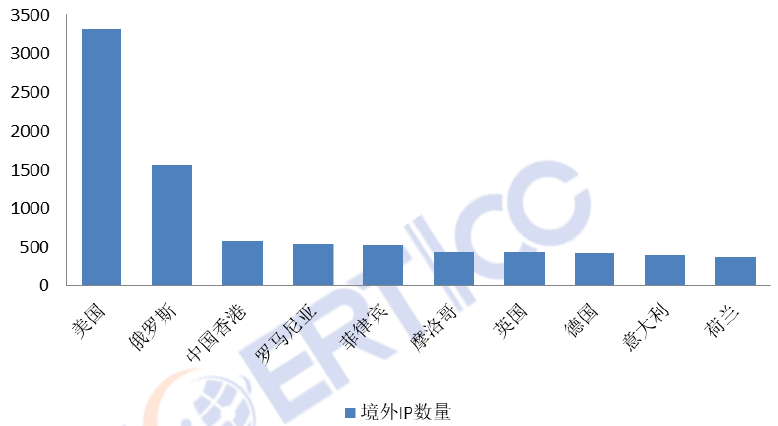 3500
3000
2500
2000
1500
1000
500
0
美国
俄罗斯
中国香港
罗马尼亚
菲律宾
摩洛哥
英国
德国
意大利
荷兰
境外IP数量
ERT|CC